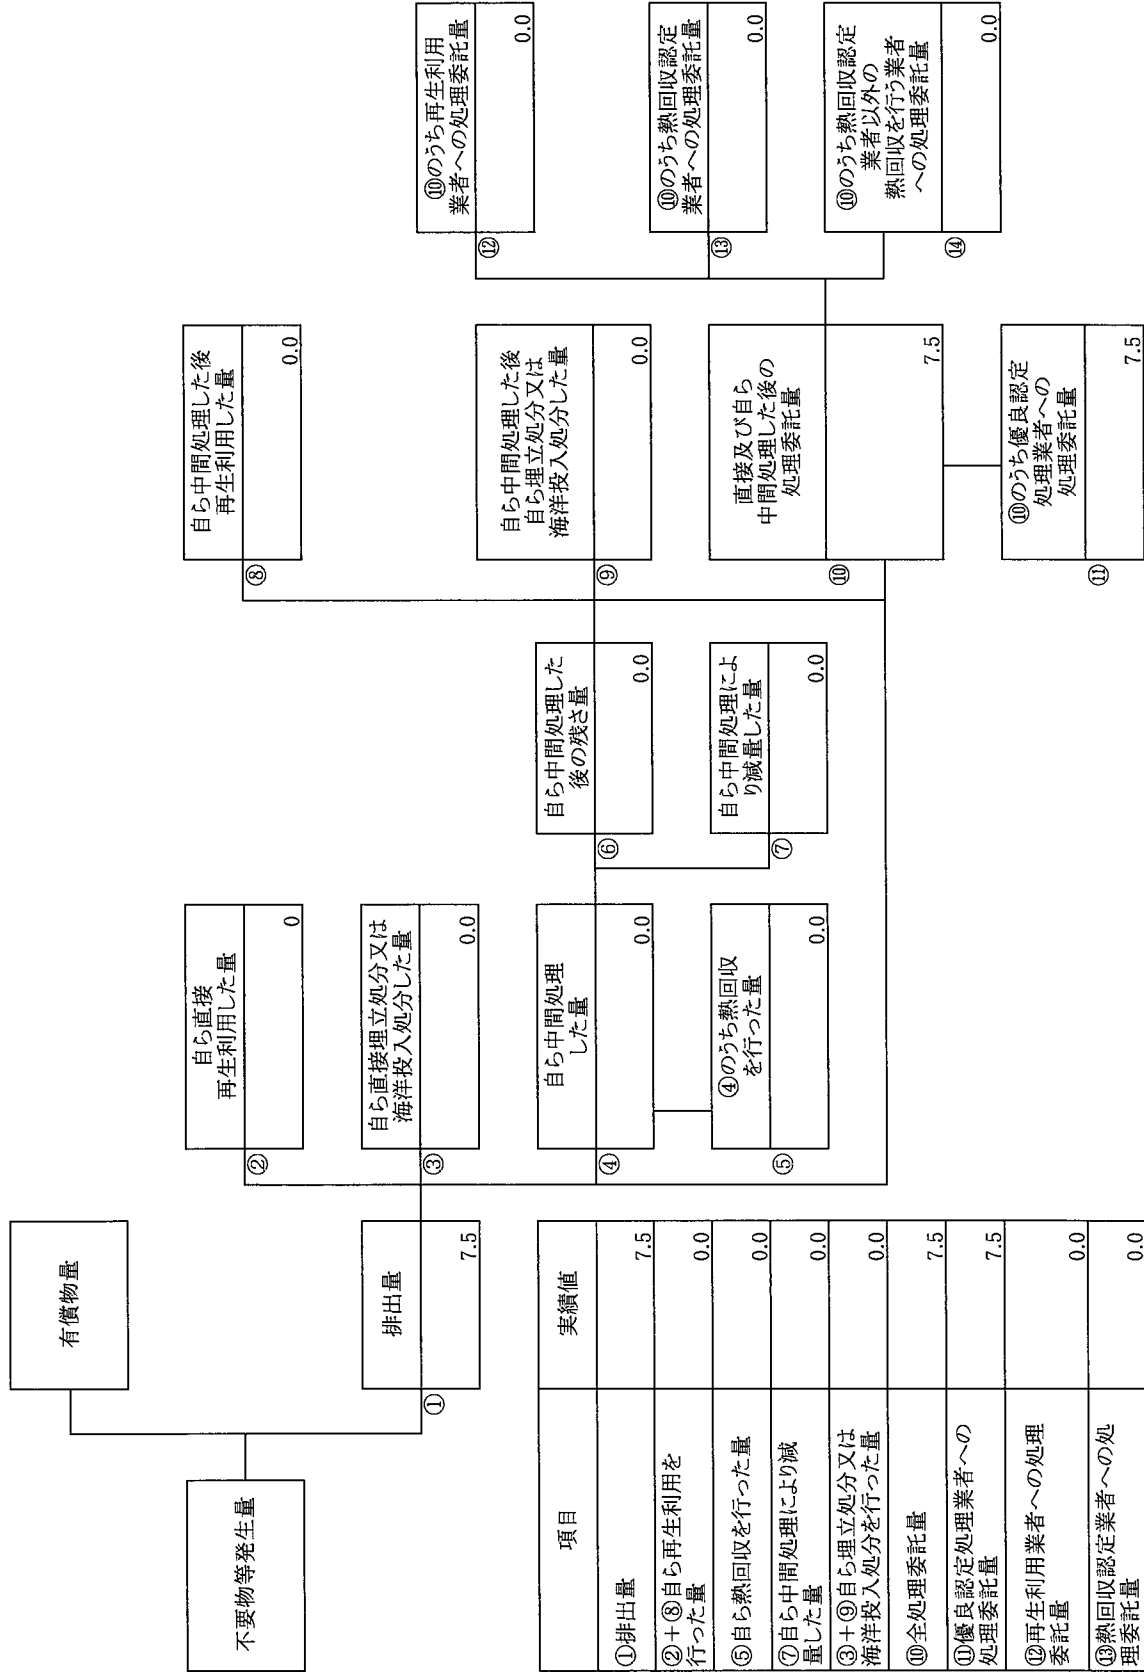 不要物等発生量
有償物量
①
排出量
7.5
②
自ら直接
再生利用した量
0
③
自ら直接埋立処分又は
海洋投入処分した量
0.0
④
自ら中間処理
した量
0.0
⑤
④のうち熱回収
を行った量
0.0
⑥
自ら中間処理した
後の残さ量
0.0
⑦
自ら中間処理によ
り減量した量
0.0
⑧
自ら中間処理した後
再生利用した量
0.0
⑨
自ら中間処理した後
自ら埋立処分又は
海洋投入処分した量
0.0
⑩
直接及び自ら
中間処理した後の
処理委託量
7.5
⑪
⑩のうち優良認定
処理業者への
処理委託量
7.5
⑫
⑩のうち再生利用
業者への処理委託量
0.0
⑬
⑩のうち熱回収認定
業者への処理委託量
0.0
⑭
⑩のうち熱回収認定
業者以外の
熱回収を行う業者
への処理委託量
0.0
項目 実績値
①排出量 7.5
②+⑧自ら再生利用を
行った量 0.0
⑤自ら熱回収を行った量 0.0
⑦自ら中間処理により減
量した量 0.0
③+⑨自ら埋立処分又は
海洋投入処分を行った量 0.0
⑩全処理委託量 7.5
⑪優良認定処理業者への
処理委託量 7.5
⑫再生利用業者への処理
委託量 0.0
⑬熱回収認定業者への処
理委託量 0.0